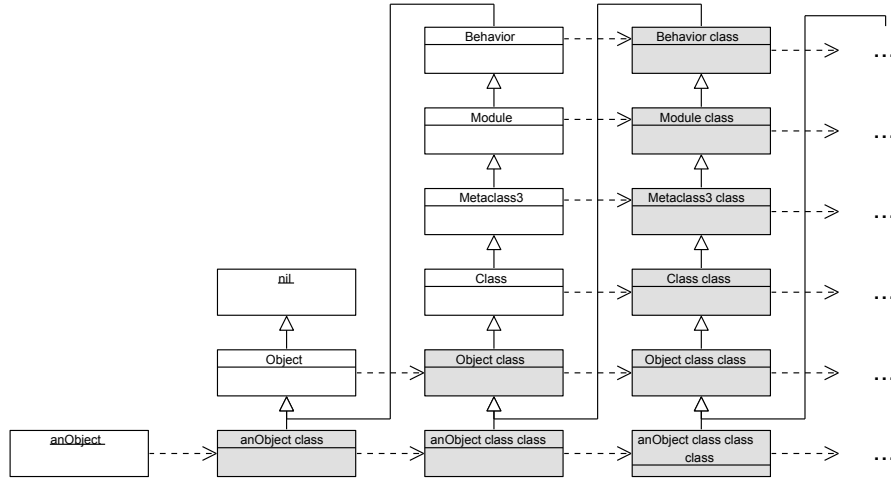 Behavior
Behavior class
...
Module
Module class
...
Metaclass3
Metaclass3 class
...
nil
Class
Class class
...
Object
Object class
Object class class
...
anObject
anObject class
anObject class class
anObject class class
class
...